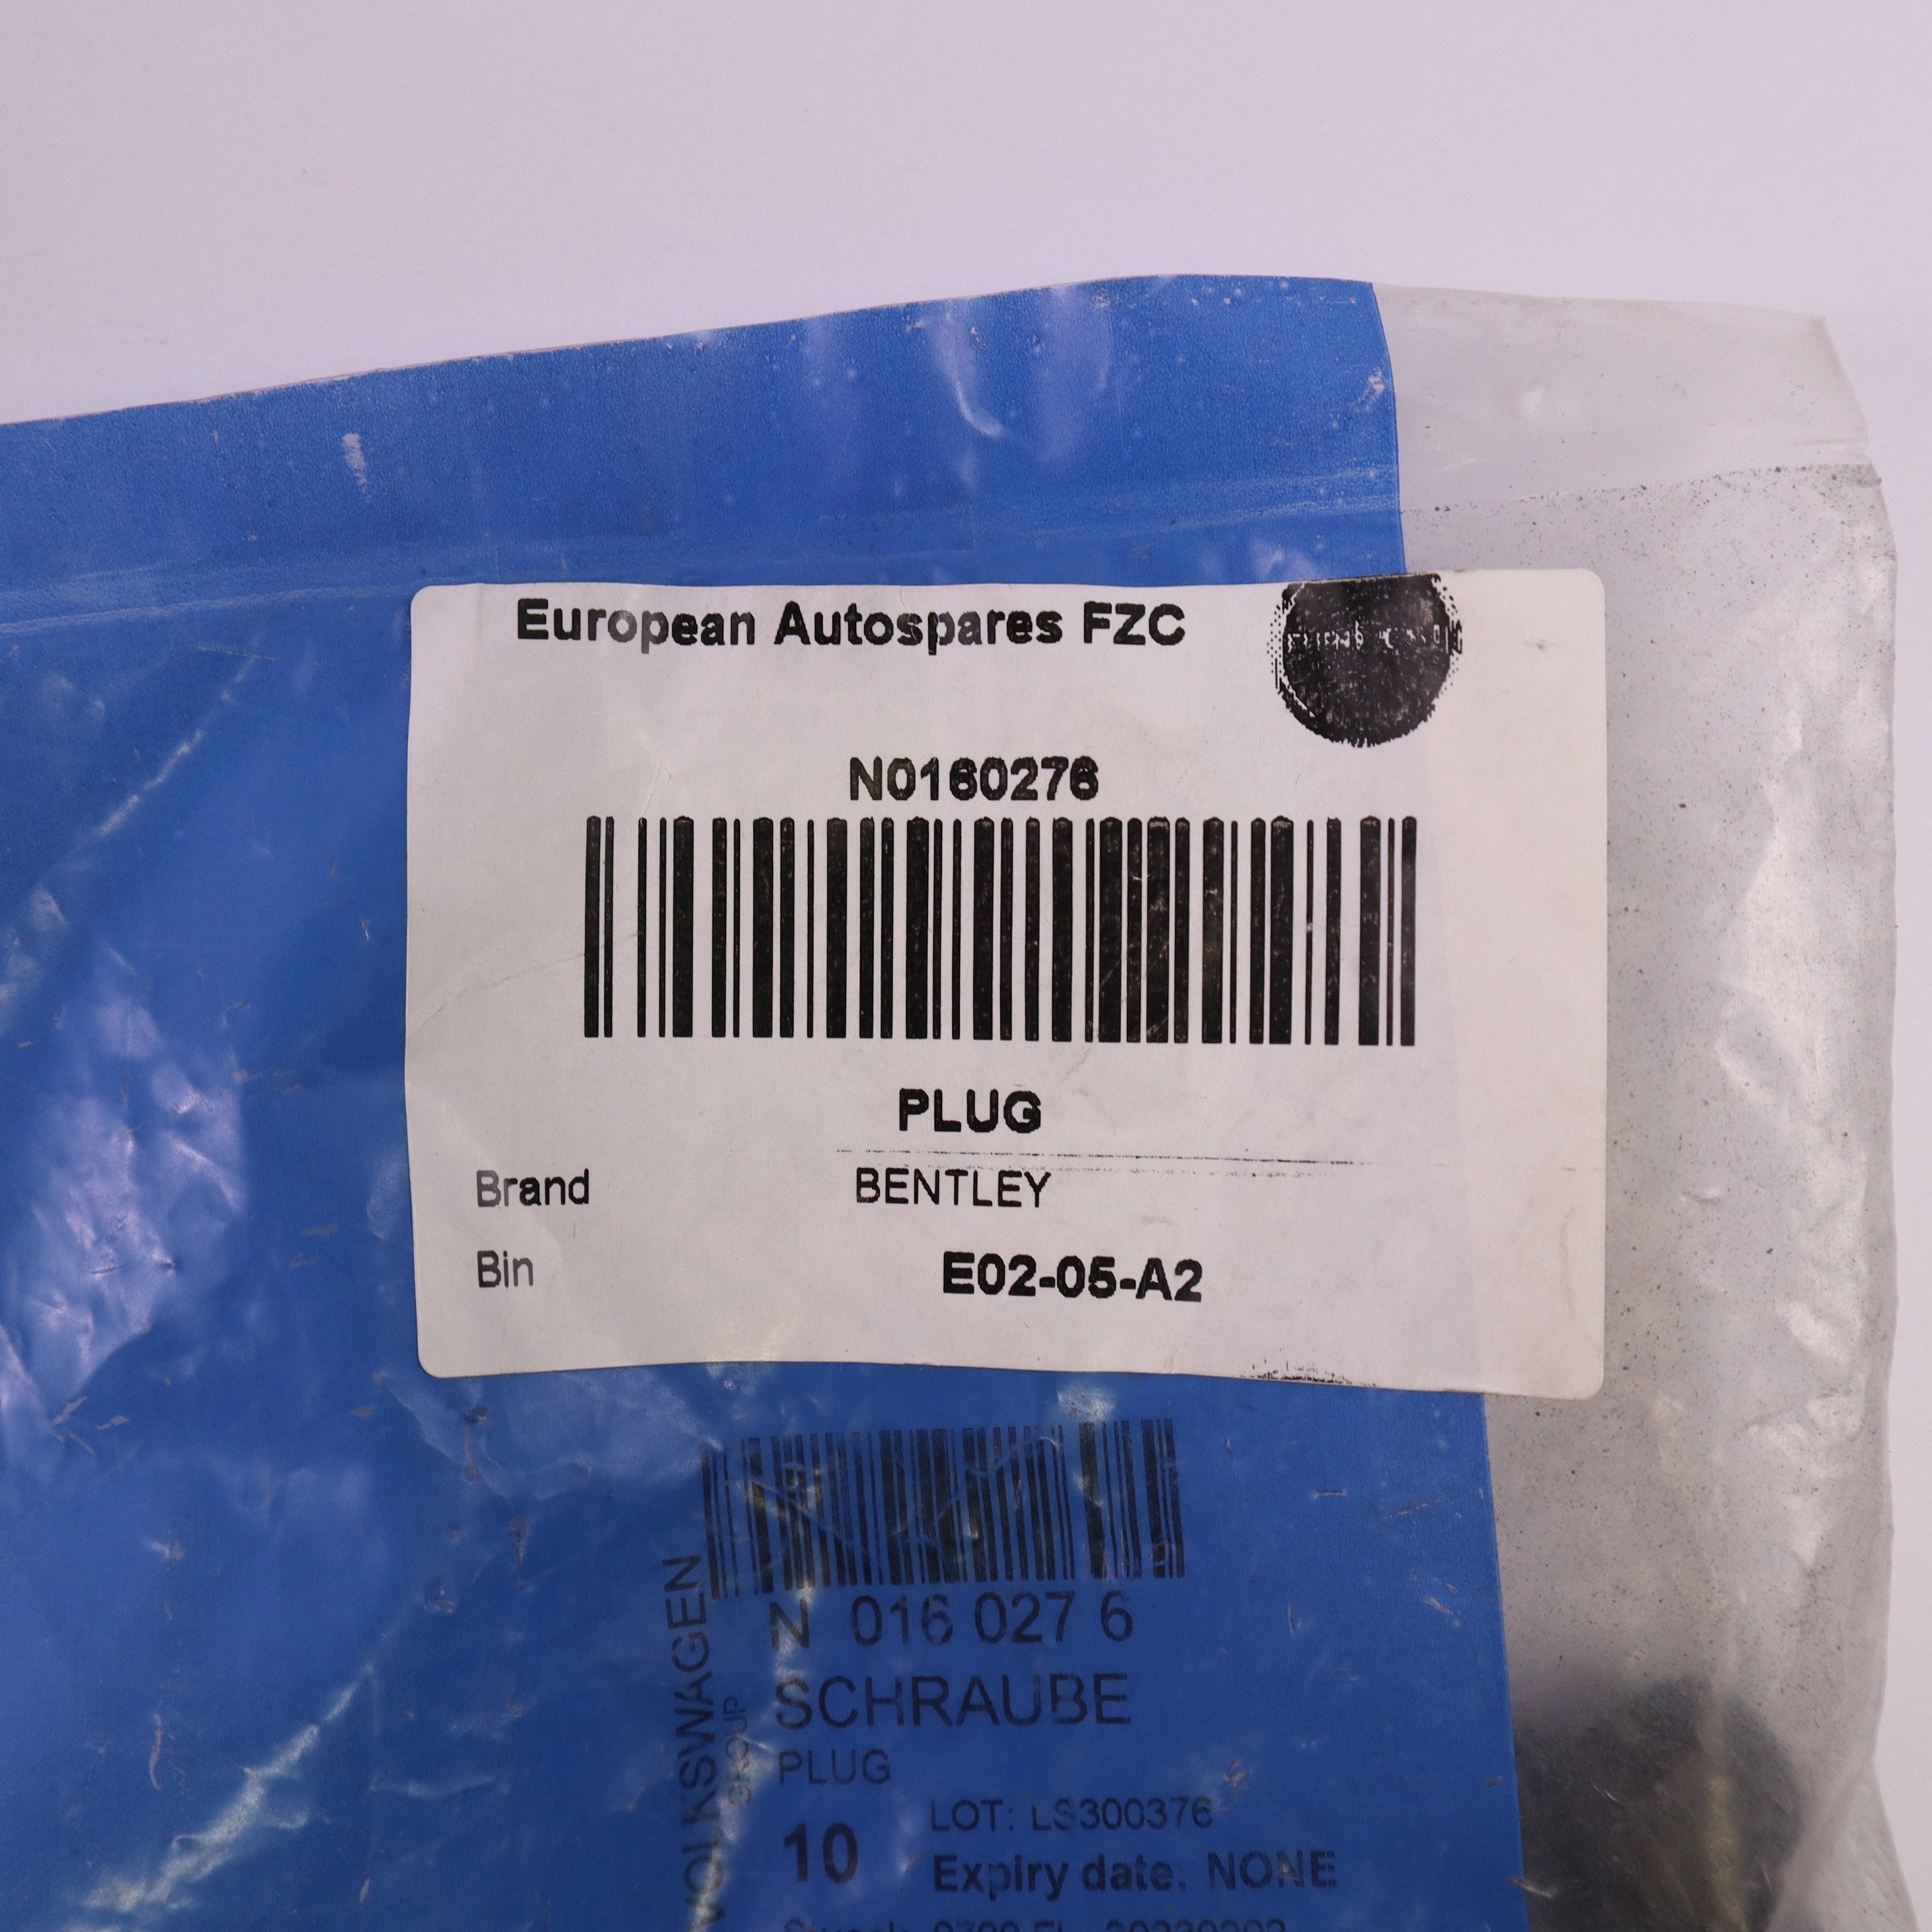 European Autospares FZC
N0160276
PLUG
Brand BENTLEY
Bin E02-05-A2
VOLKSWAGEN
GROUP
N 016 027 6
SCHRAUBE
PLUG
10
LOT: LS300376
Expiry date: NONE